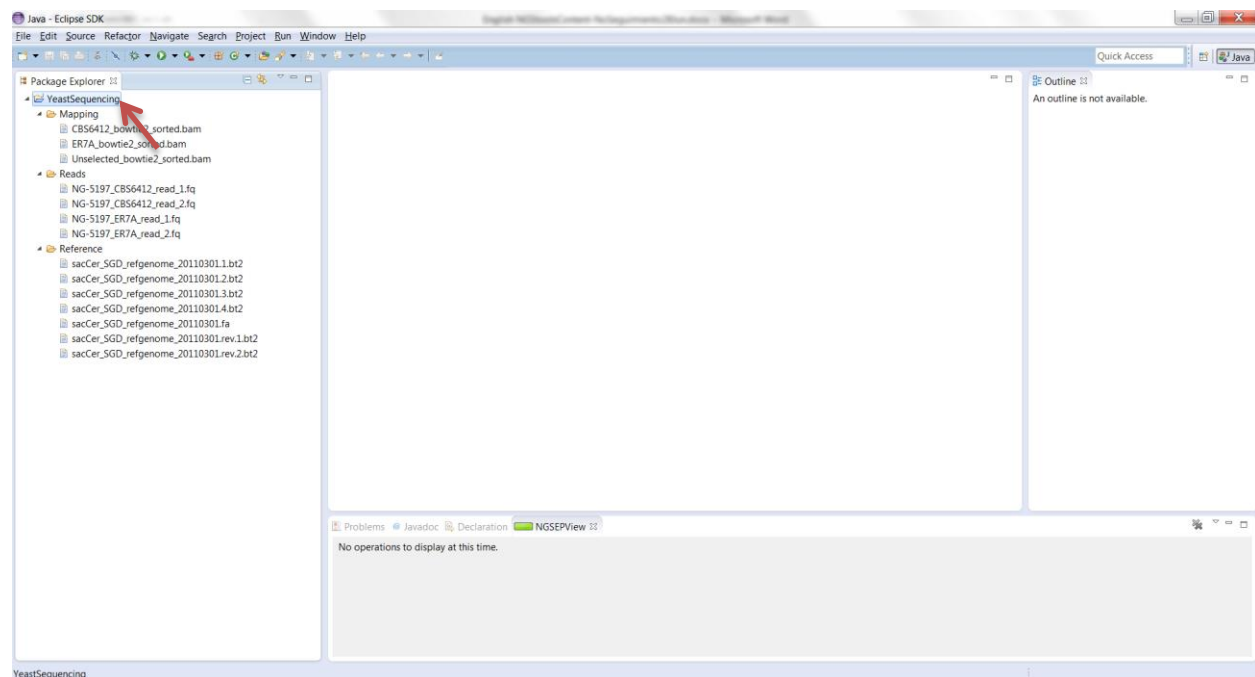 Java - Eclipse SDK
File Edit Source Refactor Navigate Search Project Run Window Help
Quick Access
Java
Package Explorer
YeastSequencing
Mapping
CBS6412_bowtie2_sorted.bam
ER7A_bowtie2_sorted.bam
Unselected_bowtie2_sorted.bam
Reads
NG-5197_CBS6412_read_1.fq
NG-5197_CBS6412_read_2.fq
NG-5197_ER7A_read_1.fq
NG-5197_ER7A_read_2.fq
Reference
sacCer_SGD_refgenome_20110301.1.bt2
sacCer_SGD_refgenome_20110301.2.bt2
sacCer_SGD_refgenome_20110301.3.bt2
sacCer_SGD_refgenome_20110301.4.bt2
sacCer_SGD_refgenome_20110301.fa
sacCer_SGD_refgenome_20110301.rev.1.bt2
sacCer_SGD_refgenome_20110301.rev.2.bt2
Outline
An outline is not available.
Problems Javadoc Declaration NGSEPView
No operations to display at this time.
YeastSequencing